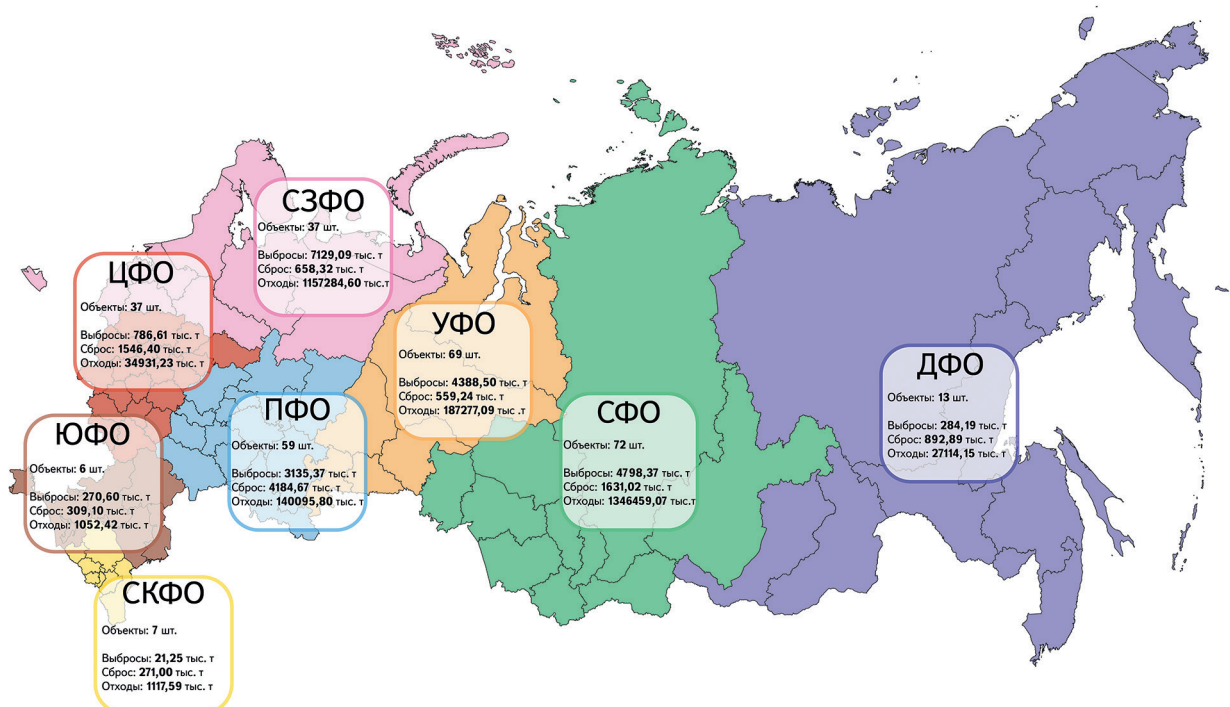 СЗФО
Объекты: 37 шт.
Выбросы: 7129,09 тыс. т
Сброс: 658,32 тыс. т
Отходы: 1157284,60 тыс.т
ЦФО
Объекты: 37 шт.
Выбросы: 786,61 тыс. т
Сброс: 1546,40 тыс. т
Отходы: 34931,23 тыс. т
УФО
Объекты: 69 шт.
Выбросы: 4388,50 тыс. т
Сброс: 559,24 тыс. т
Отходы: 187277,09 тыс .т
ДФО
Объекты: 13 шт.
Выбросы: 284,19 тыс. т
Сброс: 892,89 тыс. т
Отходы: 27114,15 тыс. т
ПФО
Объекты: 59 шт.
Выбросы: 3135,37 тыс. т
Сброс: 4184,67 тыс. т
Отходы: 140095,80 тыс. т
СФО
Объекты: 72 шт.
Выбросы: 4798,37 тыс. т
Сброс: 1631,02 тыс. т
Отходы: 1346459,07 тыс. т
ЮФО
Объекты: 6 шт.
Выбросы: 270,60 тыс. т
Сброс: 309,10 тыс. т
Отходы: 1052,42 тыс. т
СКФО
Объекты: 7 шт.
Выбросы: 21,25 тыс. т
Сброс: 271,00 тыс. т
Отходы: 1117,59 тыс. т